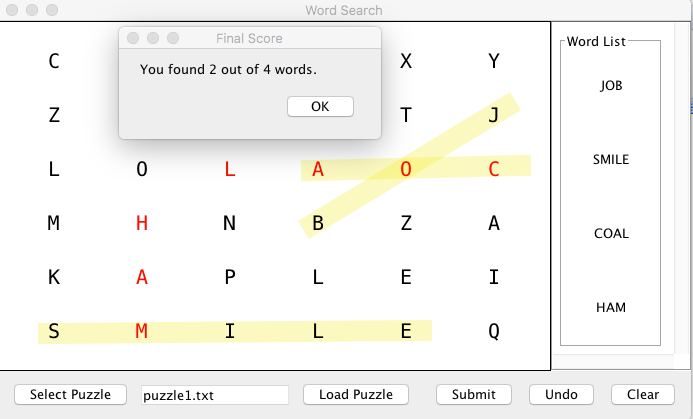 Word Search
Final Score
You found 2 out of 4 words.
OK
C X Y
Z T J
L O L A O C
M H N B Z A
K A P L E I
S M I L E Q
Word List
JOB
SMILE
COAL
HAM
Select Puzzle puzzle1.txt Load Puzzle Submit Undo Clear